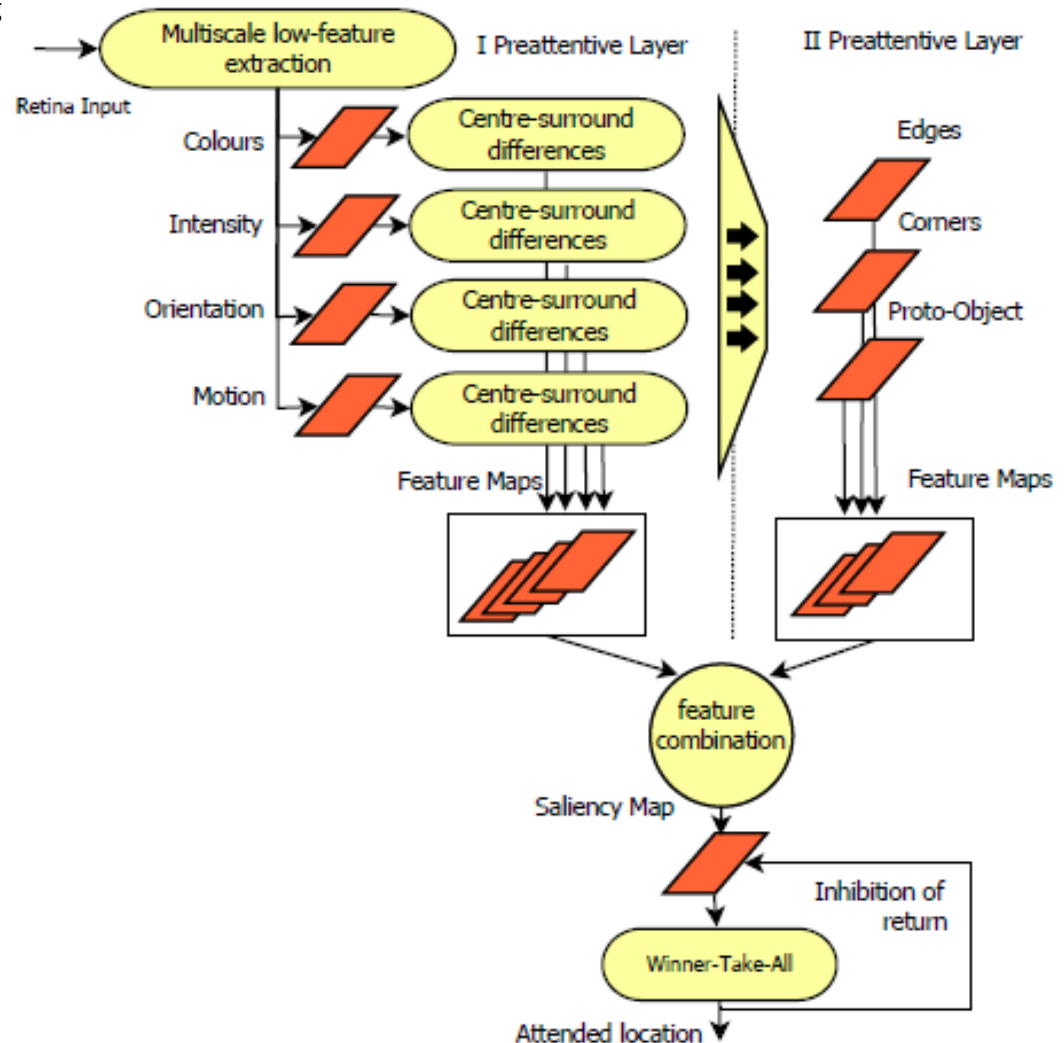 Multiscale low-feature
extraction
I Preattentive Layer
II Preattentive Layer
Retina Input
Colours
Centre-surround
differences
Edges
Intensity
Centre-surround
differences
Corners
Orientation
Centre-surround
differences
Proto-Object
Motion
Centre-surround
differences
Feature Maps
Feature Maps
feature
combination
Saliency Map
Inhibition of
return
Winner-Take-All
Attended location